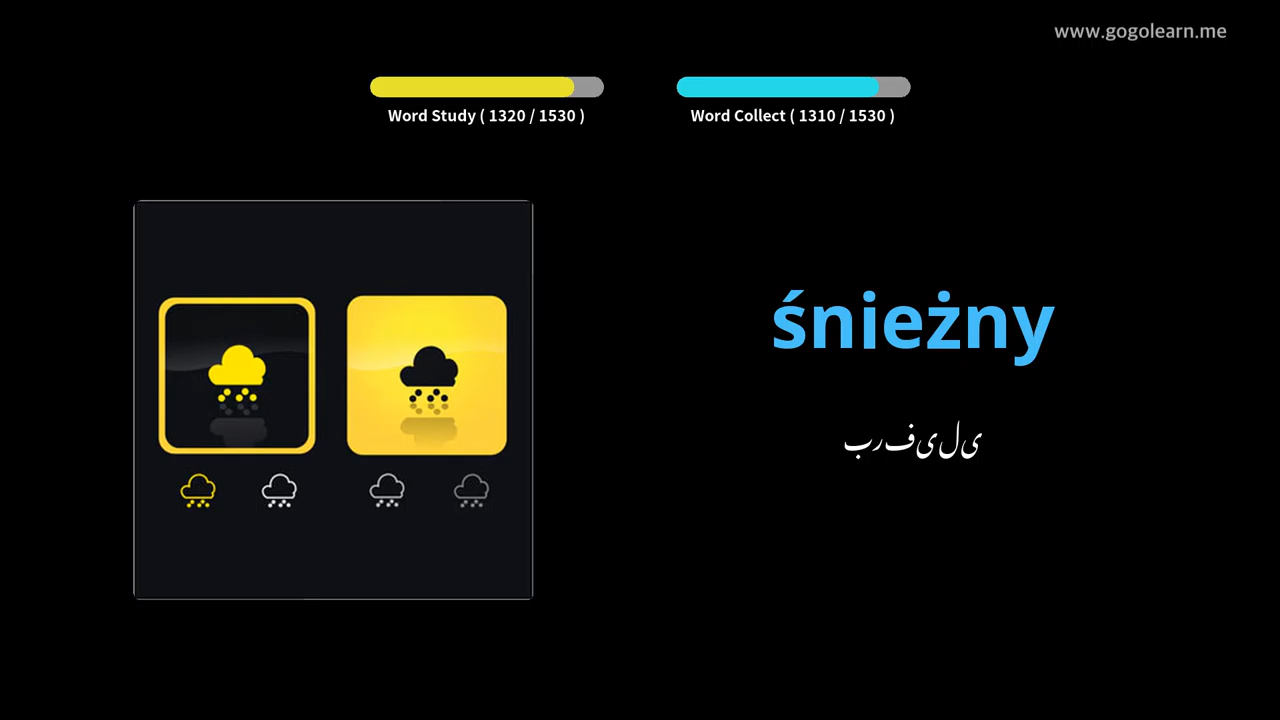 www.gogolearn.me
Word Study ( 1320 / 1530 )
Word Collect ( 1310 / 1530 )
śnieżny
برفیلی